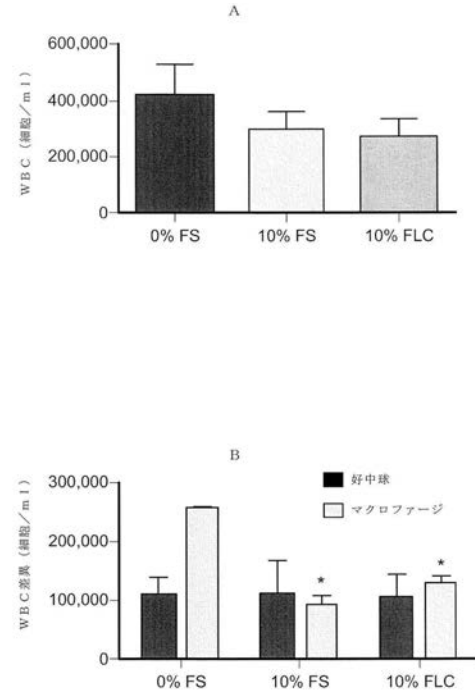 A
WBC (細胞／ml)
600,000
400,000
200,000
0
0% FS
10% FS
10% FLC
B
WBC差異 (細胞／ml)
好中球
マクロファージ
300,000
200,000
100,000
0
*
*
0% FS
10% FS
10% FLC